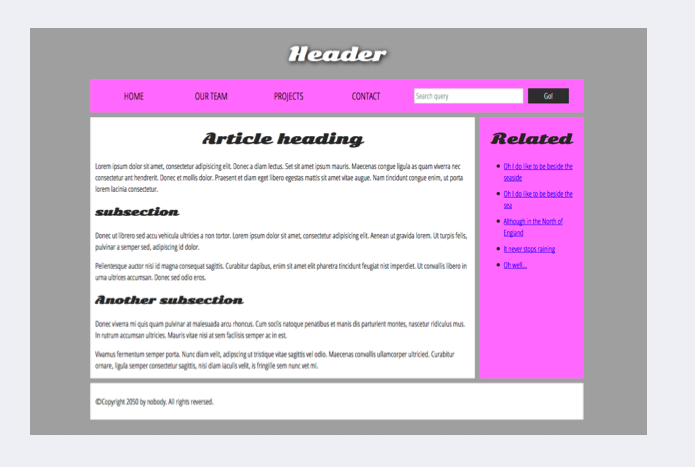 Header
HOME OUR TEAM PROJECTS CONTACT Search query Go!
Article heading
Lorem ipsum dolor sit amet, consectetur adipisicing elit. Donec a diam lectus. Set sit amet ipsum mauris. Maecenas congue ligula as quam viverra nec
consectetur ant hendrerit. Donec et mollis dolor. Praesent et diam eget libero egestas mattis sit amet vitae augue. Nam tincidunt congue enim, ut porta
lorem lacinia consectetur.
subsection
Donec ut librero sed accu vehicula ultricies a non tortor. Lorem ipsum dolor sit amet, consectetur adipisicing elit. Aenean ut gravida lorem. Ut turpis felis,
pulvinar a semper sed, adipiscing id dolor.
Pelientesque auctor nisi id magna consequat sagittis. Curabitur dapibus, enim sit amet elit pharetra tincidunt feugiat nist imperdiet. Ut convallis libero in
urna ultrices accumsan. Donec sed odio eros.
Another subsection
Donec viverra mi quis quam pulvinar at malesuada arcu rhoncus. Cum soclis natoque penatibus et manis dis parturient montes, nascetur ridiculus mus.
In rutrum accumsan ultricies. Mauris vitae nisi at sem facilisis semper ac in est.
Vivamus fermentum semper porta. Nunc diam velit, adipscing ut tristique vitae sagittis vel odio. Maecenas convallis ullamcorper ultricied. Curabitur
ornare, ligula semper consectetur sagittis, nisi diam iaculis velit, is fringille sem nunc vet mi.
Related
Oh I do like to be beside the
seaside
Oh I do like to be beside the
sea
Although in the North of
England
It never stops raining
Oh well...
©Copyright 2050 by nobody. All rights reversed.